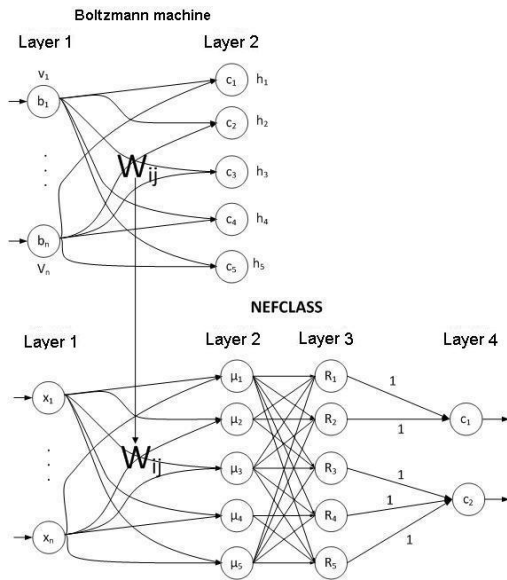 Boltzmann machine
Layer 1
Layer 2
v₁
b₁
c₁
h₁
c₂
h₂
. . .
Wij
c₃
h₃
c₄
h₄
bₙ
Vₙ
c₅
h₅
NEFCLASS
Layer 1
Layer 2
Layer 3
Layer 4
x₁
μ₁
R₁
1
μ₂
R₂
1
c₁
. . .
Wij
μ₃
R₃
1
c₂
xₙ
μ₄
R₄
1
μ₅
R₅
1